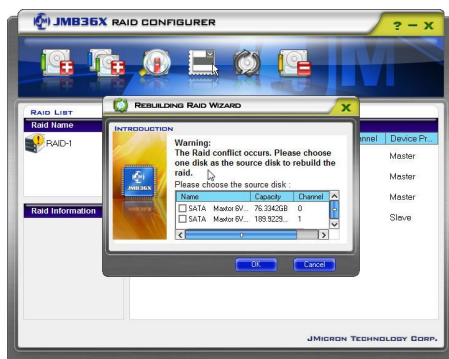 JMB36X RAID CONFIGURER
? – X
RAID LIST
Raid Name
RAID-1
Raid Information
Device Pr...
Master
Master
Master
Slave
REBUILDING RAID WIZARD
X
INTRODUCTION
JMB36X
Warning:
The Raid conflict occurs. Please choose
one disk as the source disk to rebuild the
raid.
Please choose the source disk :
Name Capacity Channel
SATA Maxtor 6V... 76.3342GB 0
SATA Maxtor 6V... 189.9229... 1
OK Cancel
JMICRON TECHNOLOGY CORP.